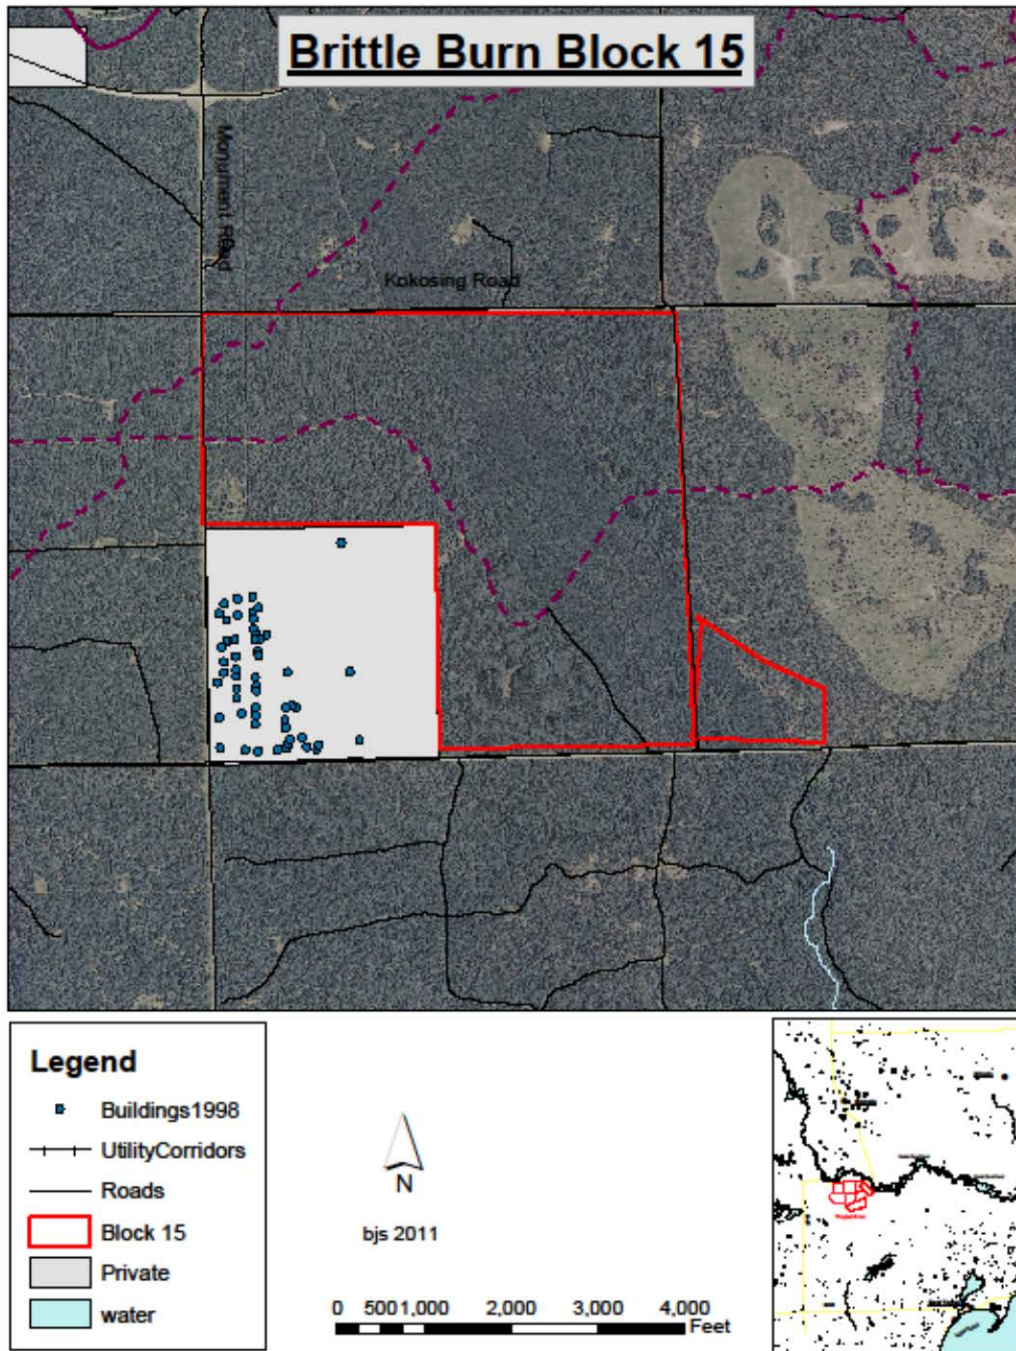 Brittle Burn Block 15
Monument Road
Kokosing Road
Legend
Buildings1998
UtilityCorridors
Roads
Block 15
Private
water
N
bjs 2011
0 500 1,000 2,000 3,000 4,000
Feet